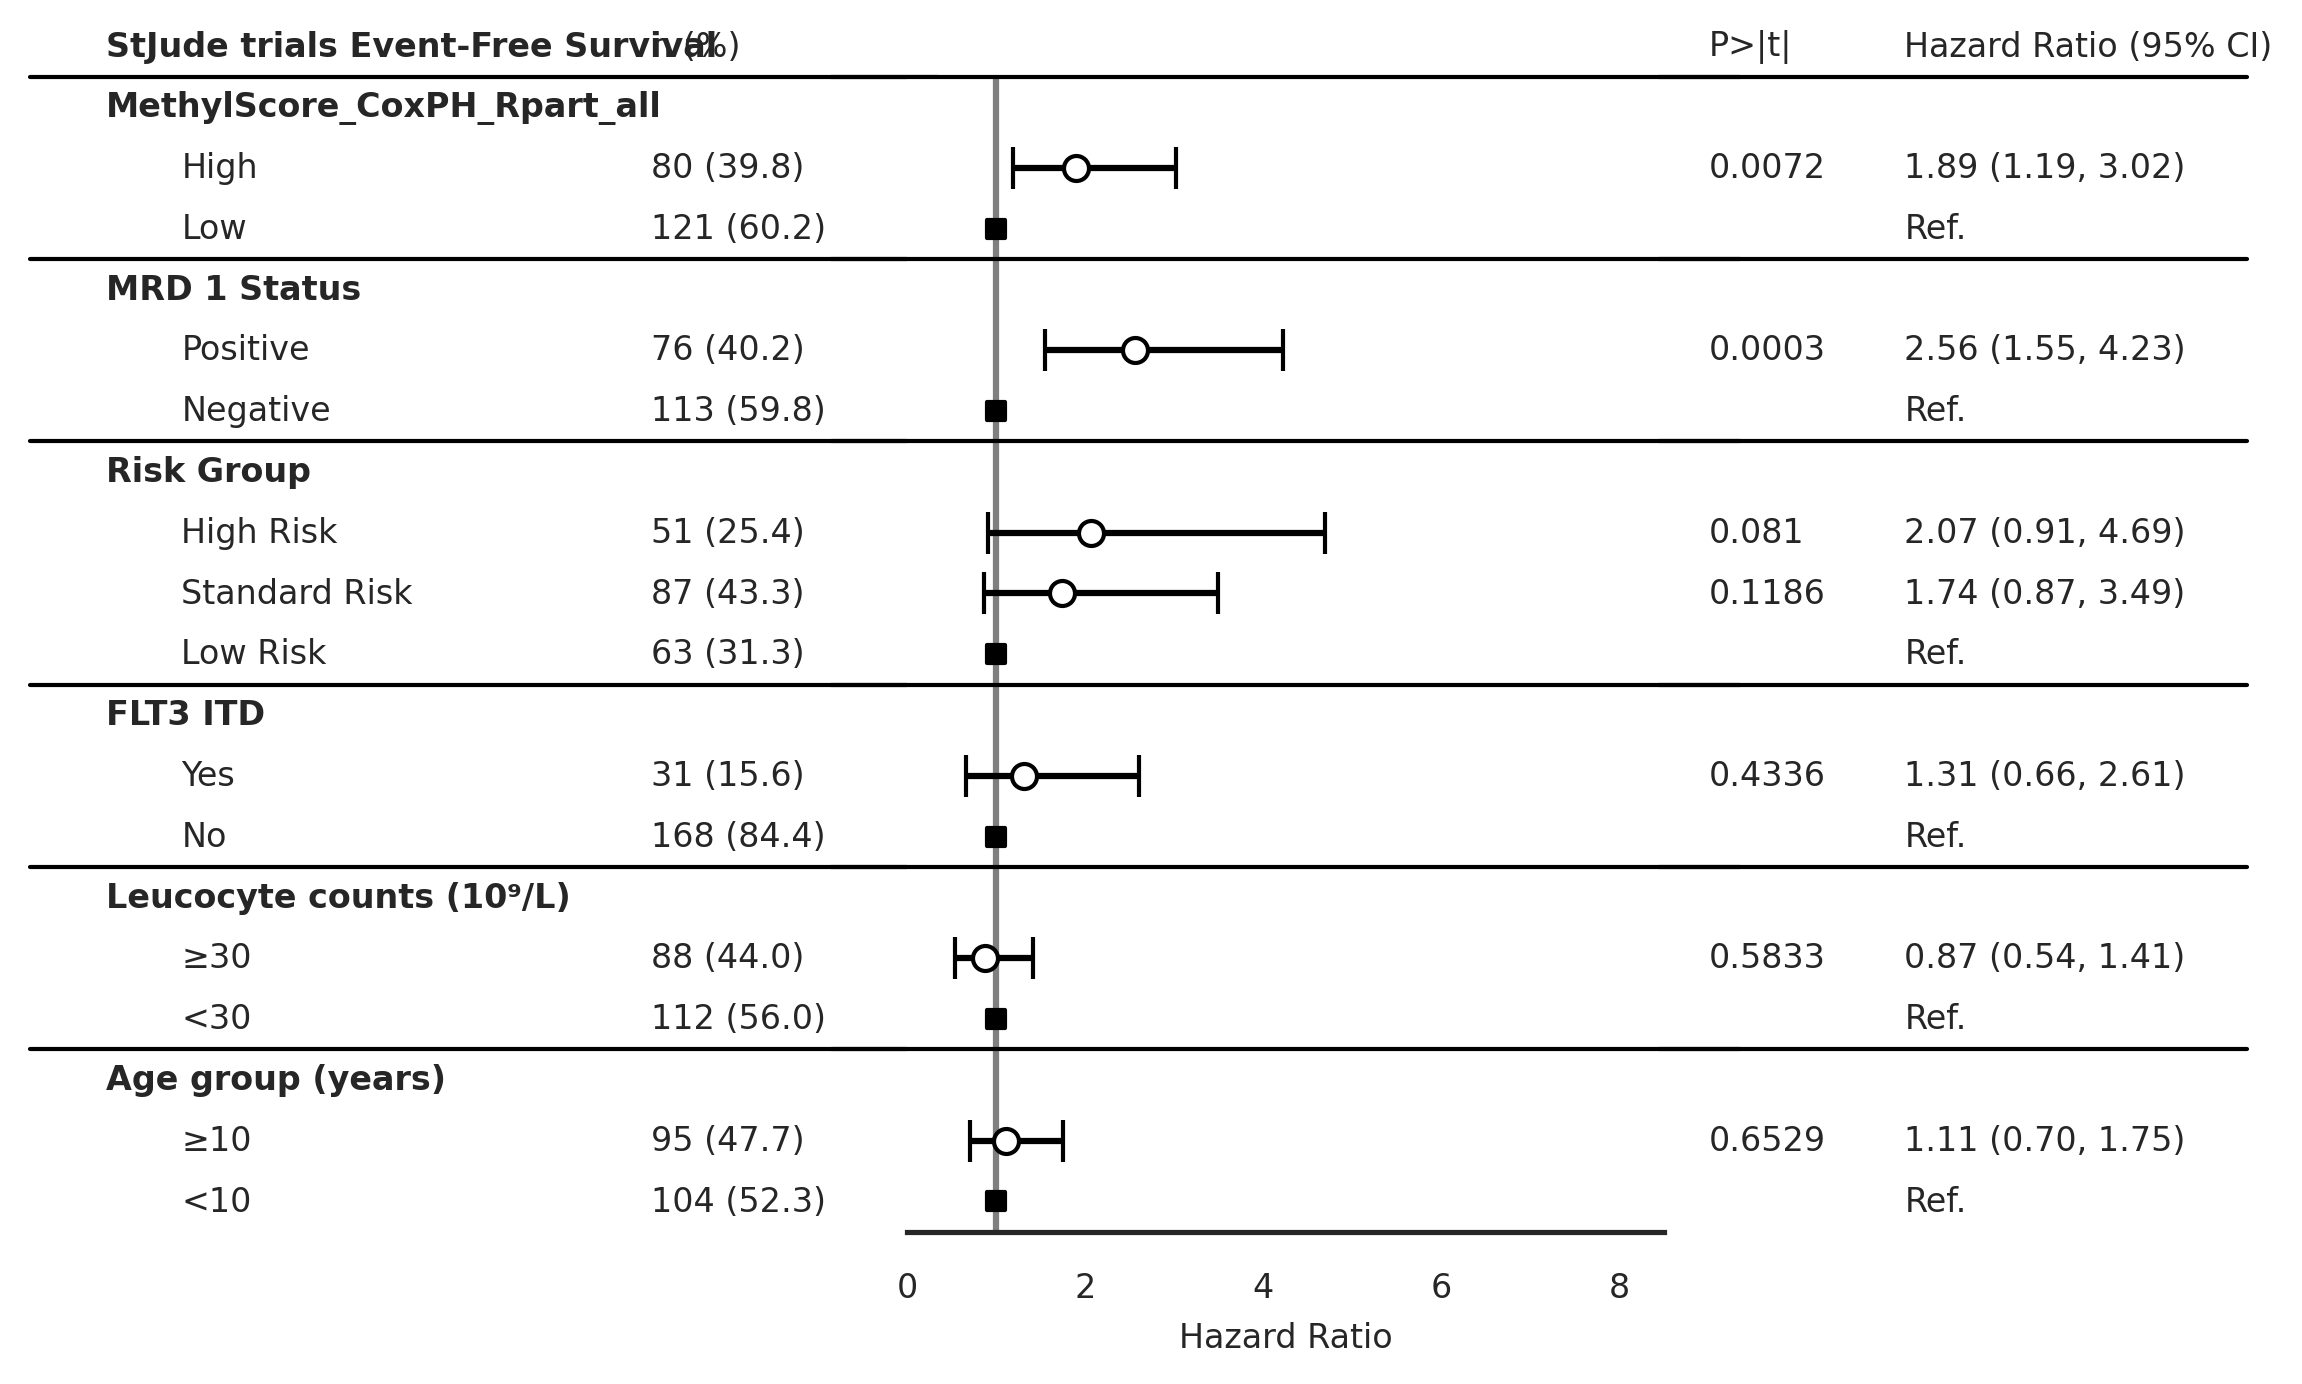 StJude trials Event-Free Survival (%) P>|t| Hazard Ratio (95% CI)
MethylScore_CoxPH_Rpart_all
High 80 (39.8) 0.0072 1.89 (1.19, 3.02)
Low 121 (60.2) Ref.
MRD 1 Status
Positive 76 (40.2) 0.0003 2.56 (1.55, 4.23)
Negative 113 (59.8) Ref.
Risk Group
High Risk 51 (25.4) 0.081 2.07 (0.91, 4.69)
Standard Risk 87 (43.3) 0.1186 1.74 (0.87, 3.49)
Low Risk 63 (31.3) Ref.
FLT3 ITD
Yes 31 (15.6) 0.4336 1.31 (0.66, 2.61)
No 168 (84.4) Ref.
Leucocyte counts (10⁹/L)
≥30 88 (44.0) 0.5833 0.87 (0.54, 1.41)
<30 112 (56.0) Ref.
Age group (years)
≥10 95 (47.7) 0.6529 1.11 (0.70, 1.75)
<10 104 (52.3) Ref.
0 2 4 6 8
Hazard Ratio